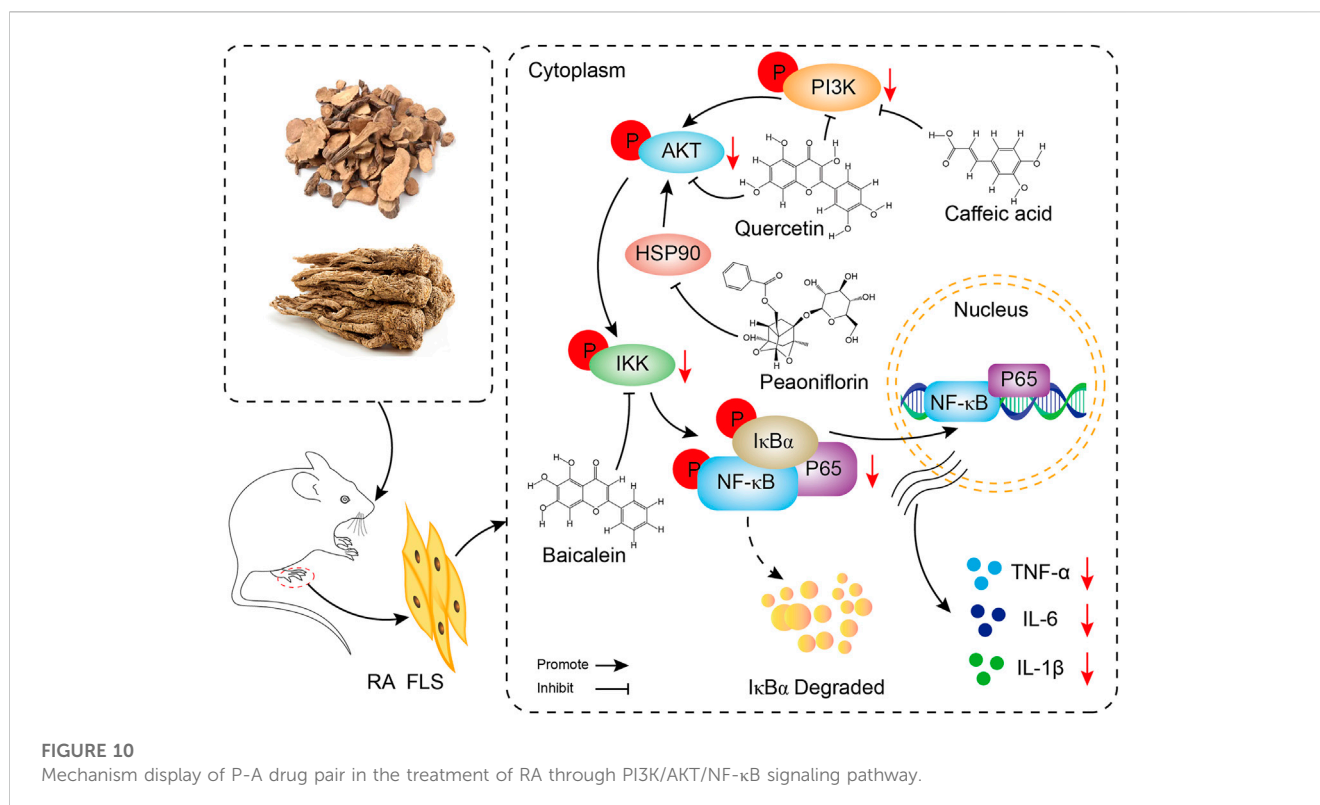 Cytoplasm
P
PI3K
P
AKT
Quercetin
Caffeic acid
HSP90
Peaoniflorin
Nucleus
P
IKK
NF-κB
P65
P
IκBα
P
NF-κB
P65
Baicalein
TNF-α
IL-6
IL-1β
Promote
Inhibit
IκBα Degraded
RA FLS
FIGURE 10
Mechanism display of P-A drug pair in the treatment of RA through PI3K/AKT/NF-κB signaling pathway.